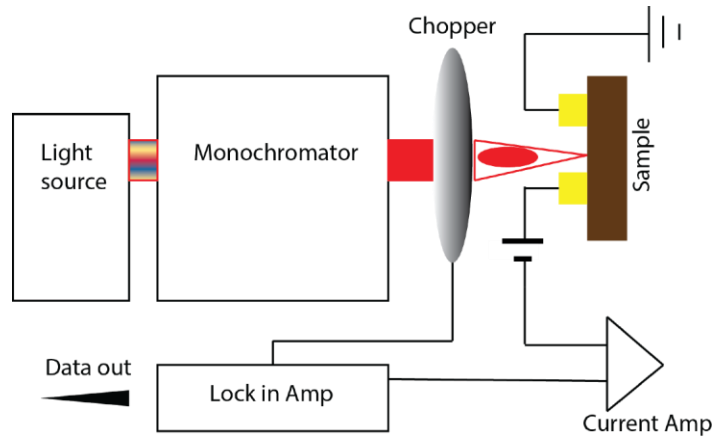 Chopper
Light
source
Monochromator
Sample
Data out
Lock in Amp
Current Amp